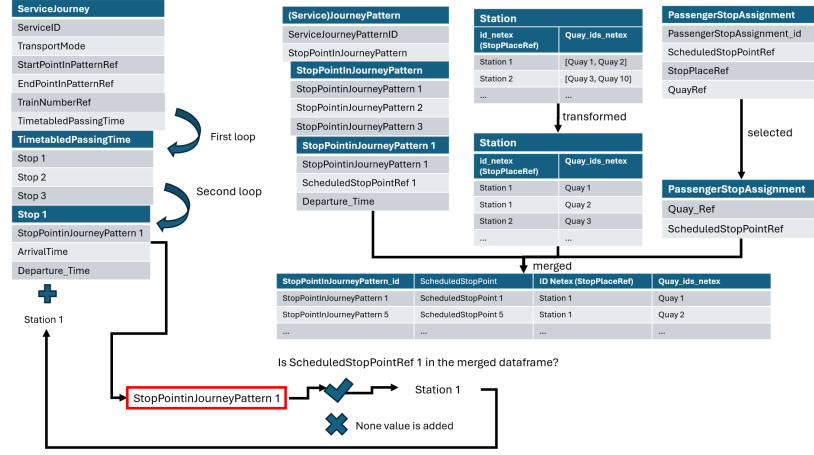 ServiceJourney
ServiceID
TransportMode
StartPointInPatternRef
EndPointInPatternRef
TrainNumberRef
TimetabledPassingTime
TimetabledPassingTime
Stop 1
Stop 2
Stop 3
Stop 1
StopPointinJourneyPattern 1
ArrivalTime
Departure_Time
Station 1
First loop
Second loop
(Service)JourneyPattern
ServiceJourneyPatternID
StopPointInJourneyPattern
StopPointInJourneyPattern
StopPointInJourneyPattern 1
StopPointInJourneyPattern 2
StopPointInJourneyPattern 3
StopPointInJourneyPattern 1
StopPointinJourneyPattern 1
ScheduledStopPointRef 1
Departure_Time
Station
id_netex (StopPlaceRef) Quay_ids_netex
Station 1 [Quay 1, Quay 2]
Station 2 [Quay 3, Quay 10]
... ...
transformed
Station
id_netex (StopPlaceRef) Quay_ids_netex
Station 1 Quay 1
Station 1 Quay 2
Station 2 Quay 3
... ...
PassengerStopAssignment
PassengerStopAssignment_id
ScheduledStopPointRef
StopPlaceRef
QuayRef
selected
PassengerStopAssignment
Quay_Ref
ScheduledStopPointRef
merged
StopPointInJourneyPattern_id ScheduledStopPoint ID Netex (StopPlaceRef) Quay_ids_netex
StopPointInJourneyPattern 1 ScheduledStopPoint 1 Station 1 Quay 1
StopPointInJourneyPattern 5 ScheduledStopPoint 5 Station 1 Quay 2
... ... ... ...
Is ScheduledStopPointRef 1 in the merged dataframe?
StopPointinJourneyPattern 1
Station 1
None value is added